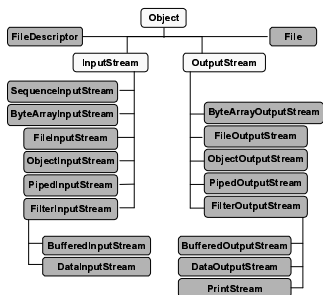 Object
FileDescriptor
File
InputStream
OutputStream
SequenceInputStream
ByteArrayInputStream
FileInputStream
ObjectInputStream
PipedInputStream
FilterInputStream
BufferedInputStream
DataInputStream
ByteArrayOutputStream
FileOutputStream
ObjectOutputStream
PipedOutputStream
FilterOutputStream
BufferedOutputStream
DataOutputStream
PrintStream